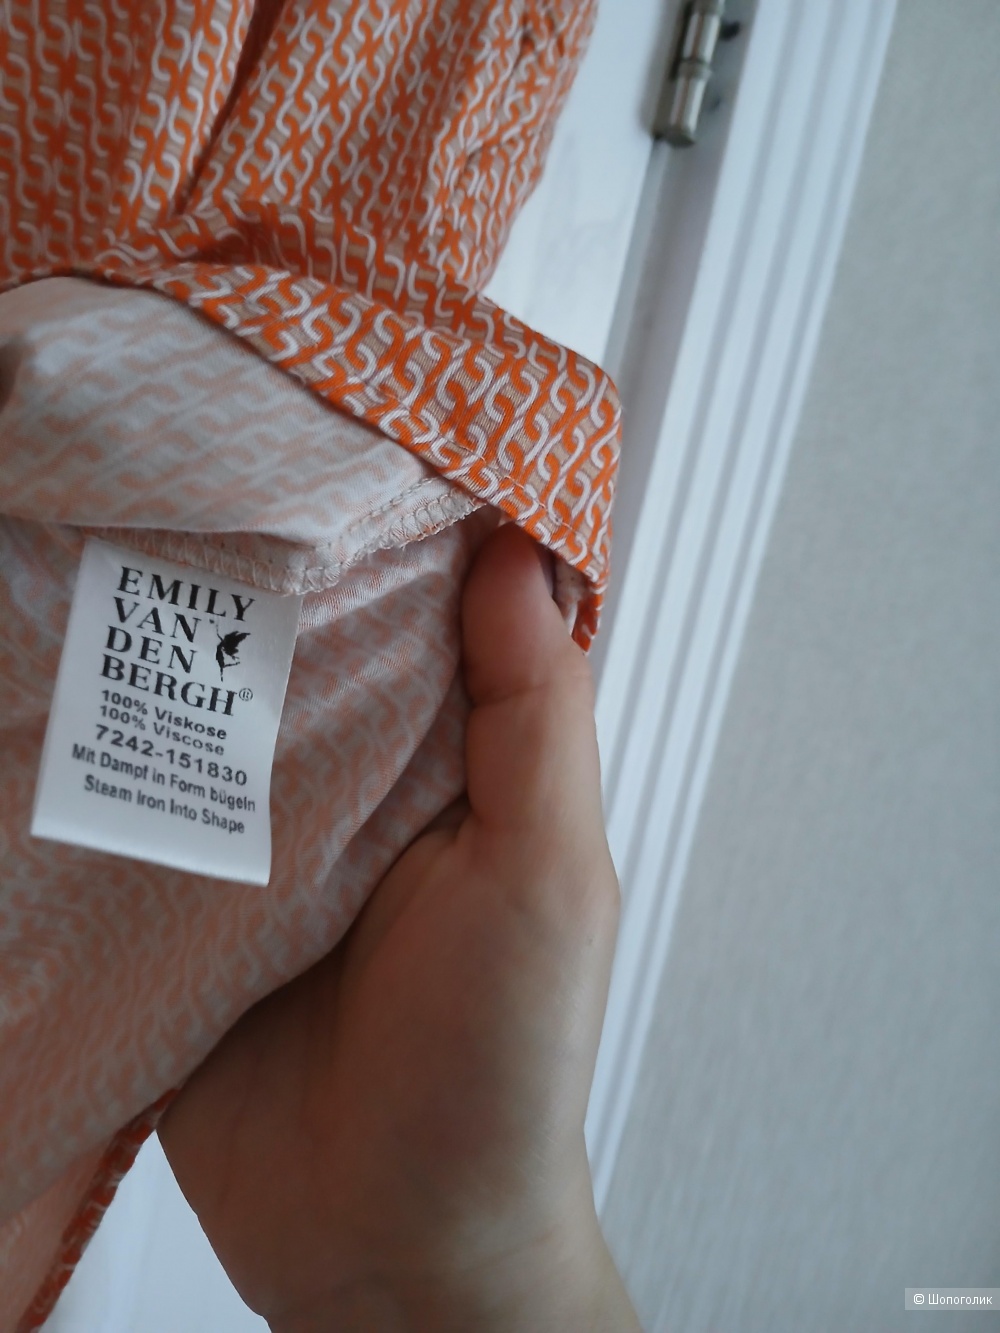 EMILY
VAN
DEN
BERGH®
100% Viskose
100% Viscose
7242-151830
Mit Dampf in Form bügeln
Steam Iron Into Shape
© Шопоголик